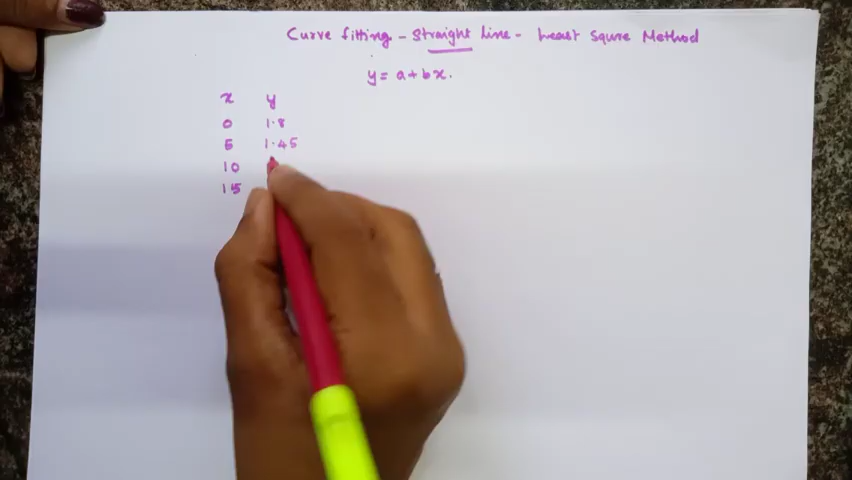 Curve fitting - Straight line - Least Squre Method
y = a + bx.
x y
0 1.8
5 1.45
10
15